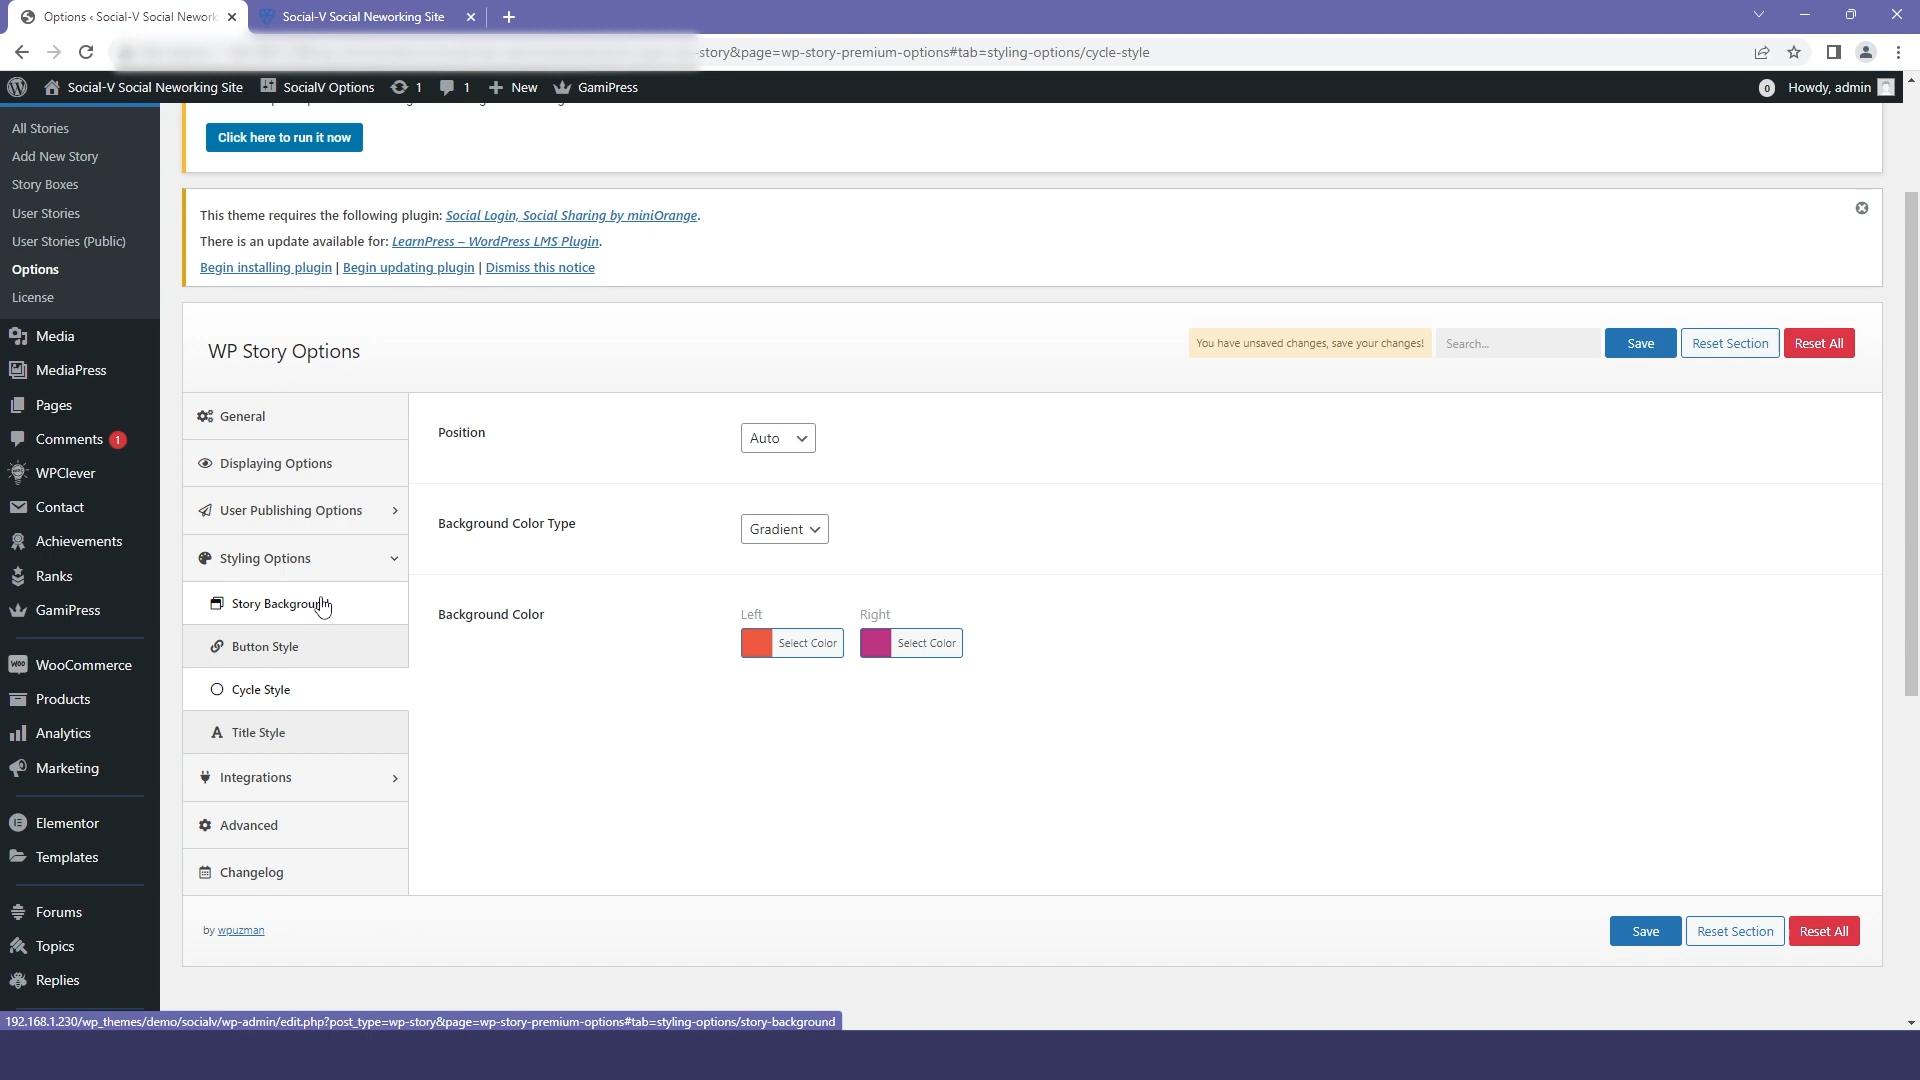 Options ‹ Social-V Social Network
Social-V Social Neworking Site
-story&page=wp-story-premium-options#tab=styling-options/cycle-style
Social-V Social Neworking Site
SocialV Options
1
1
New
GamiPress
0
Howdy, admin
All Stories
Add New Story
Story Boxes
User Stories
User Stories (Public)
Options
License
Media
MediaPress
Pages
Comments 1
WPClever
Contact
Achievements
Ranks
GamiPress
WooCommerce
Products
Analytics
Marketing
Elementor
Templates
Forums
Topics
Replies
Click here to run it now
This theme requires the following plugin: Social Login, Social Sharing by miniOrange.
There is an update available for: LearnPress – WordPress LMS Plugin.
Begin installing plugin | Begin updating plugin | Dismiss this notice
WP Story Options
You have unsaved changes, save your changes!
Search...
Save
Reset Section
Reset All
General
Displaying Options
User Publishing Options
Styling Options
Story Background
Button Style
Cycle Style
Title Style
Integrations
Advanced
Changelog
Position
Auto
Background Color Type
Gradient
Background Color
Left
Right
Select Color
Select Color
by wpuzman
Save
Reset Section
Reset All
192.168.1.230/wp_themes/demo/socialv/wp-admin/edit.php?post_type=wp-story&page=wp-story-premium-options#tab=styling-options/story-background